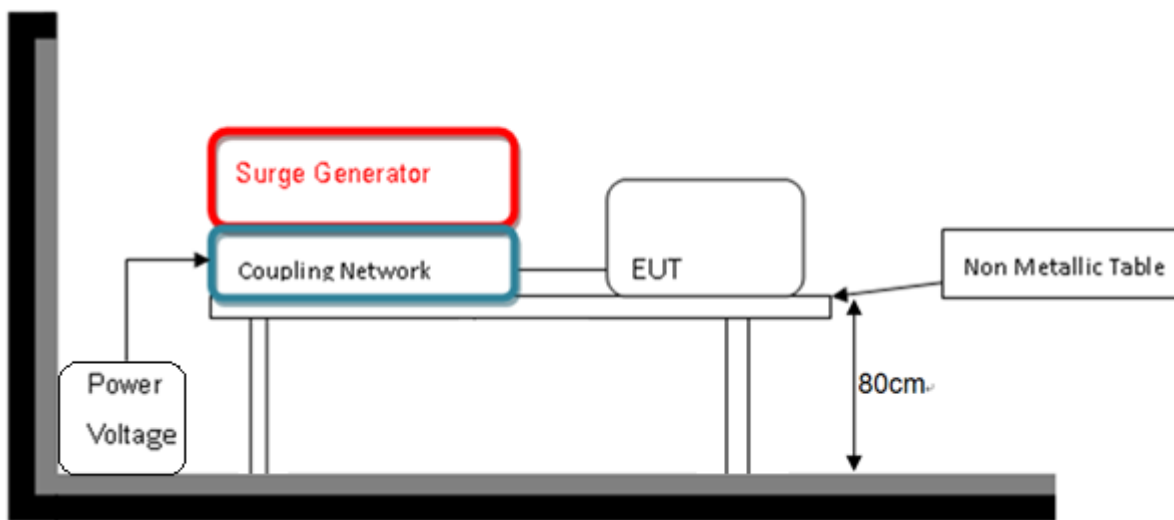 Surge Generator
Coupling Network
EUT
Non Metallic Table
Power
Voltage
80cm